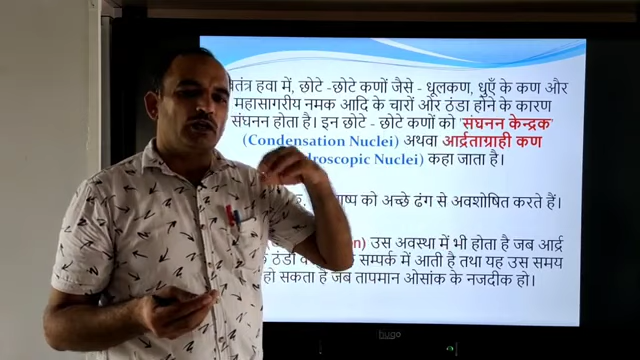 स्वतंत्र हवा में, छोटे -छोटे कणों जैसे - धूलकण, धुएँ के कण और
महासागरीय नमक आदि के चारों ओर ठंडा होने के कारण
संघनन होता है। इन छोटे - छोटे कणों को 'संघनन केन्द्रक'
(Condensation Nuclei) अथवा आर्द्रताग्राही कण
droscopic Nuclei) कहा जाता है।
को अच्छे ढंग से अवशोषित करते हैं।
उस अवस्था में भी होता है जब आर्द्र
सम्पर्क में आती है तथा यह उस समय
हो सकता है जब तापमान ओसांक के नजदीक हो।
hugo